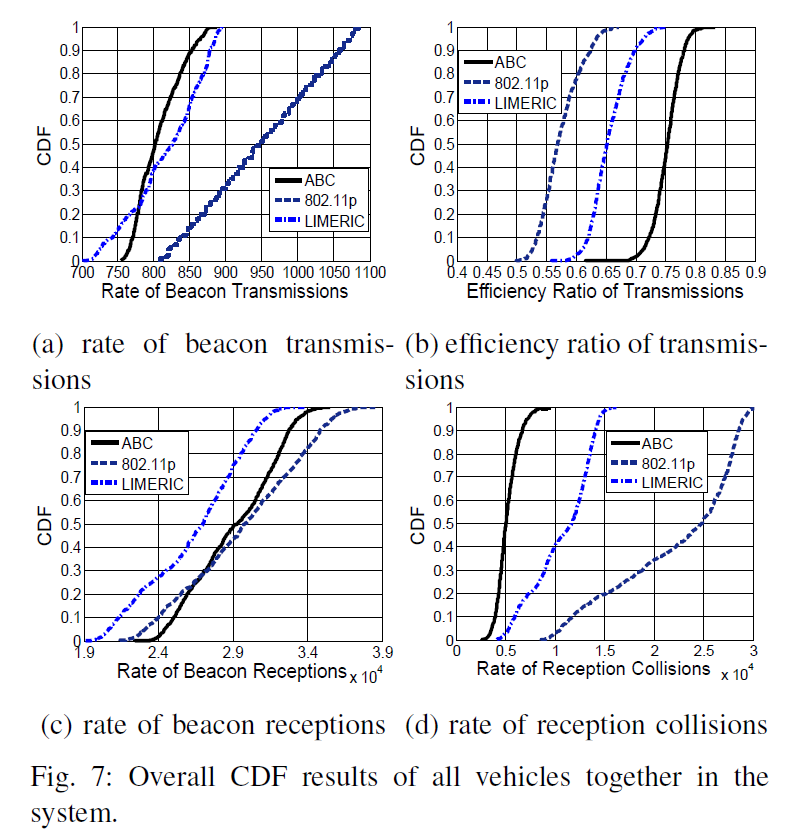 1
0.9
0.8
0.7
0.6
0.5
0.4
0.3
0.2
0.1
0
CDF
ABC
802.11p
LIMERIC
700 750 800 850 900 950 1000 1050 1100
Rate of Beacon Transmissions
1
0.9
0.8
0.7
0.6
0.5
0.4
0.3
0.2
0.1
0
CDF
ABC
802.11p
LIMERIC
0.4 0.45 0.5 0.55 0.6 0.65 0.7 0.75 0.8 0.85 0.9
Efficiency Ratio of Transmissions
(a) rate of beacon transmis-
sions
(b) efficiency ratio of transmis-
sions
1
0.9
0.8
0.7
0.6
0.5
0.4
0.3
0.2
0.1
0
CDF
ABC
802.11p
LIMERIC
1.9 2.4 2.9 3.4 3.9
Rate of Beacon Receptions x 10^4
1
0.9
0.8
0.7
0.6
0.5
0.4
0.3
0.2
0.1
0
CDF
ABC
802.11p
LIMERIC
0 0.5 1 1.5 2 2.5 3
Rate of Reception Collisions x 10^4
(c) rate of beacon receptions
(d) rate of reception collisions
Fig. 7: Overall CDF results of all vehicles together in the
system.